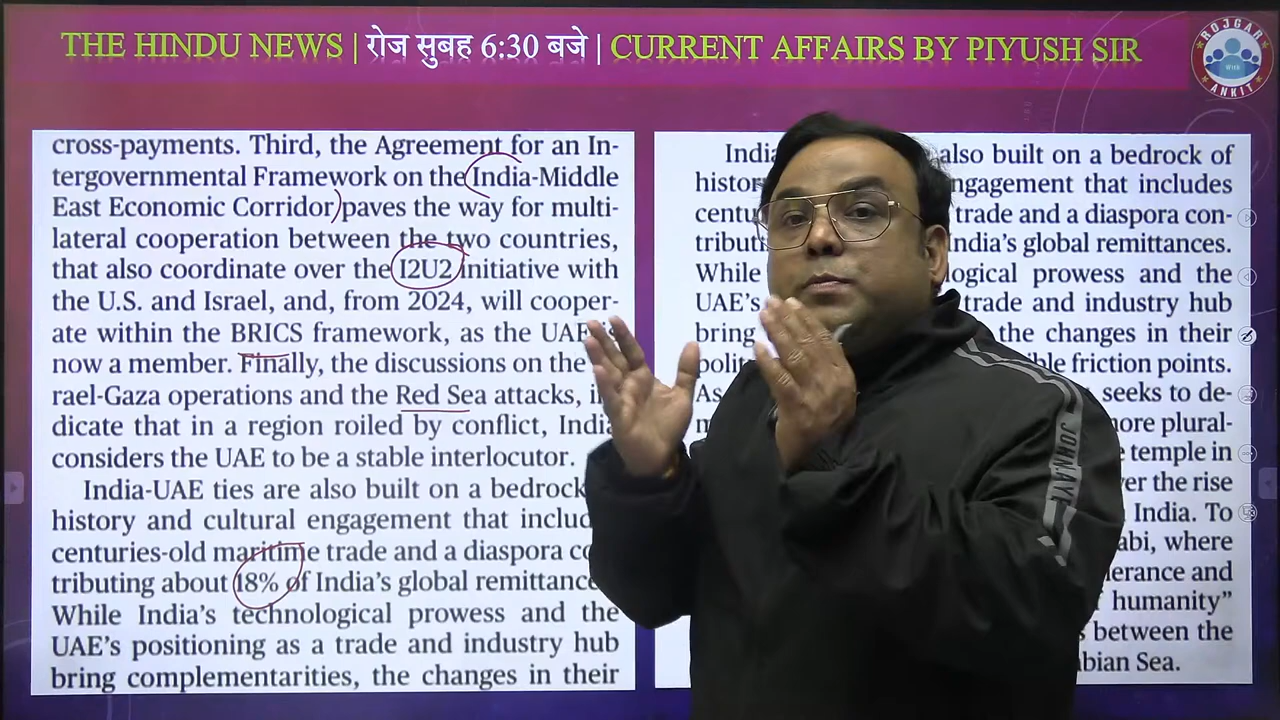 THE HINDU NEWS | रोज सुबह 6:30 बजे | CURRENT AFFAIRS BY PIYUSH SIR
ROJGAR
With
ANKIT
cross-payments. Third, the Agreement for an In-
tergovernmental Framework on the India-Middle
East Economic Corridor paves the way for multi-
lateral cooperation between the two countries,
that also coordinate over the I2U2 initiative with
the U.S. and Israel, and, from 2024, will cooper-
ate within the BRICS framework, as the UAE is
now a member. Finally, the discussions on the
rael-Gaza operations and the Red Sea attacks, i
dicate that in a region roiled by conflict, India
considers the UAE to be a stable interlocutor.
India-UAE ties are also built on a bedrock
history and cultural engagement that includ
centuries-old maritime trade and a diaspora co
tributing about 18% of India's global remittance
While India's technological prowess and the
UAE's positioning as a trade and industry hub
bring complementarities, the changes in their
India also built on a bedrock of
histor ngagement that includes
centu trade and a diaspora con-
tributi India's global remittances.
While logical prowess and the
UAE's trade and industry hub
bring the changes in their
polit ble friction points.
As seeks to de-
m ore plural-
temple in
er the rise
India. To
abi, where
erance and
humanity"
between the
bian Sea.
JOHNAYE